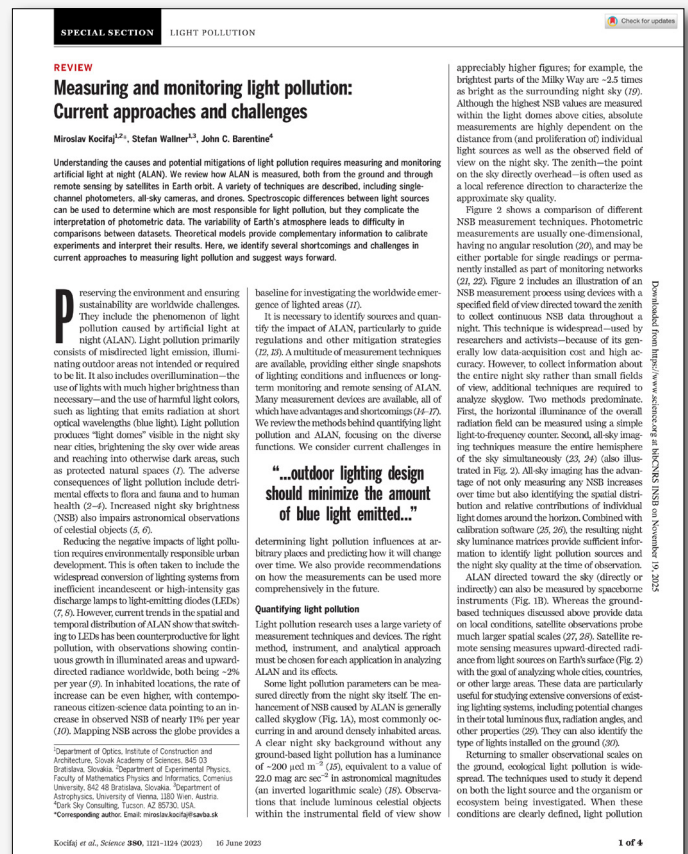 SPECIAL SECTION LIGHT POLLUTION
Check for updates
REVIEW
Measuring and monitoring light pollution:
Current approaches and challenges
Miroslav Kocifaj1,2*, Stefan Wallner1,3, John C. Barentine4
Understanding the causes and potential mitigations of light pollution requires measuring and monitoring
artificial light at night (ALAN). We review how ALAN is measured, both from the ground and through
remote sensing by satellites in Earth orbit. A variety of techniques are described, including single-
channel photometers, all-sky cameras, and drones. Spectroscopic differences between light sources
can be used to determine which are most responsible for light pollution, but they complicate the
interpretation of photometric data. The variability of Earth's atmosphere leads to difficulty in
comparisons between datasets. Theoretical models provide complementary information to calibrate
experiments and interpret their results. Here, we identify several shortcomings and challenges in
current approaches to measuring light pollution and suggest ways forward.
Preserving the environment and ensuring
sustainability are worldwide challenges.
They include the phenomenon of light
pollution caused by artificial light at
night (ALAN). Light pollution primarily
consists of misdirected light emission, illumi-
nating outdoor areas not intended or required
to be lit. It also includes overillumination—the
use of lights with much higher brightness than
necessary—and the use of harmful light colors,
such as lighting that emits radiation at short
optical wavelengths (blue light). Light pollution
produces "light domes" visible in the night sky
near cities, brightening the sky over wide areas
and reaching into otherwise dark areas, such
as protected natural spaces (1). The adverse
consequences of light pollution include detri-
mental effects to flora and fauna and to human
health (2–4). Increased night sky brightness
(NSB) also impairs astronomical observations
of celestial objects (5, 6).
Reducing the negative impacts of light pollu-
tion requires environmentally responsible urban
development. This is often taken to include the
widespread conversion of lighting systems from
inefficient incandescent or high-intensity gas
discharge lamps to light-emitting diodes (LEDs)
(7, 8). However, current trends in the spatial and
temporal distribution of ALAN show that switch-
ing to LEDs has been counterproductive for light
pollution, with observations showing contin-
uous growth in illuminated areas and upward-
directed radiance worldwide, both being ~2%
per year (9). In inhabited locations, the rate of
increase can be even higher, with contempo-
raneous citizen-science data pointing to an in-
crease in observed NSB of nearly 11% per year
(10). Mapping NSB across the globe provides a
1Department of Optics, Institute of Construction and
Architecture, Slovak Academy of Sciences, 845 03
Bratislava, Slovakia. 2Department of Experimental Physics,
Faculty of Mathematics Physics and Informatics, Comenius
University, 842 48 Bratislava, Slovakia. 3Department of
Astrophysics, University of Vienna, 1180 Wien, Austria.
4Dark Sky Consulting, Tucson, AZ 85730, USA.
*Corresponding author. Email: miroslav.kocifaj@savba.sk
baseline for investigating the worldwide emer-
gence of lighted areas (11).
It is necessary to identify sources and quan-
tify the impact of ALAN, particularly to guide
regulations and other mitigation strategies
(12, 13). A multitude of measurement techniques
are available, providing either single snapshots
of lighting conditions and influences or long-
term monitoring and remote sensing of ALAN.
Many measurement devices are available, all of
which have advantages and shortcomings (14–17).
We review the methods behind quantifying light
pollution and ALAN, focusing on the diverse
functions. We consider current challenges in
"...outdoor lighting design
should minimize the amount
of blue light emitted..."
determining light pollution influences at ar-
bitrary places and predicting how it will change
over time. We also provide recommendations
on how the measurements can be used more
comprehensively in the future.
Quantifying light pollution
Light pollution research uses a large variety of
measurement techniques and devices. The right
method, instrument, and analytical approach
must be chosen for each application in analyzing
ALAN and its effects.
Some light pollution parameters can be mea-
sured directly from the night sky itself. The en-
hancement of NSB caused by ALAN is generally
called skyglow (Fig. 1A), most commonly oc-
curring in and around densely inhabited areas.
A clear night sky background without any
ground-based light pollution has a luminance
of ~200 μcd m−2 (15), equivalent to a value of
22.0 mag arc sec−2 in astronomical magnitudes
(an inverted logarithmic scale) (18). Observa-
tions that include luminous celestial objects
within the instrumental field of view show
appreciably higher figures; for example, the
brightest parts of the Milky Way are ~2.5 times
as bright as the surrounding night sky (19).
Although the highest NSB values are measured
within the light domes above cities, absolute
measurements are highly dependent on the
distance from (and proliferation of) individual
light sources as well as the observed field of
view on the night sky. The zenith—the point
on the sky directly overhead—is often used as
a local reference direction to characterize the
approximate sky quality.
Figure 2 shows a comparison of different
NSB measurement techniques. Photometric
measurements are usually one-dimensional,
having no angular resolution (20), and may be
either portable for single readings or perma-
nently installed as part of monitoring networks
(21, 22). Figure 2 includes an illustration of an
NSB measurement process using devices with a
specified field of view directed toward the zenith
to collect continuous NSB data throughout a
night. This technique is widespread—used by
researchers and activists—because of its gen-
erally low data-acquisition cost and high ac-
curacy. However, to collect information about
the entire night sky rather than small fields
of view, additional techniques are required to
analyze skyglow. Two methods predominate.
First, the horizontal illuminance of the overall
radiation field can be measured using a simple
light-to-frequency counter. Second, all-sky imag-
ing techniques measure the entire hemisphere
of the sky simultaneously (23, 24) (also illus-
trated in Fig. 2). All-sky imaging has the advan-
tage of not only measuring any NSB increases
over time but also identifying the spatial distri-
bution and relative contributions of individual
light domes around the horizon. Combined with
calibration software (25, 26), the resulting night
sky luminance matrices provide sufficient infor-
mation to identify light pollution sources and
the night sky quality at the time of observation.
ALAN directed toward the sky (directly or
indirectly) can also be measured by spaceborne
instruments (Fig. 1B). Whereas the ground-
based techniques discussed above provide data
on local conditions, satellite observations probe
much larger spatial scales (27, 28). Satellite re-
mote sensing measures upward-directed radi-
ance from light sources on Earth's surface (Fig. 2)
with the goal of analyzing whole cities, countries,
or other large areas. These data are particularly
useful for studying extensive conversions of exist-
ing lighting systems, including potential changes
in their total luminous flux, radiation angles, and
other properties (29). They can also identify the
type of lights installed on the ground (30).
Returning to smaller observational scales on
the ground, ecological light pollution is wide-
spread. The techniques used to study it depend
on both the light source and the organism or
ecosystem being investigated. When these
conditions are clearly defined, light pollution
Downloaded from https://www.science.org at bibCNRS INSB on November 19, 2025
Kocifaj et al., Science 380, 1121–1124 (2023) 16 June 2023
1 of 4